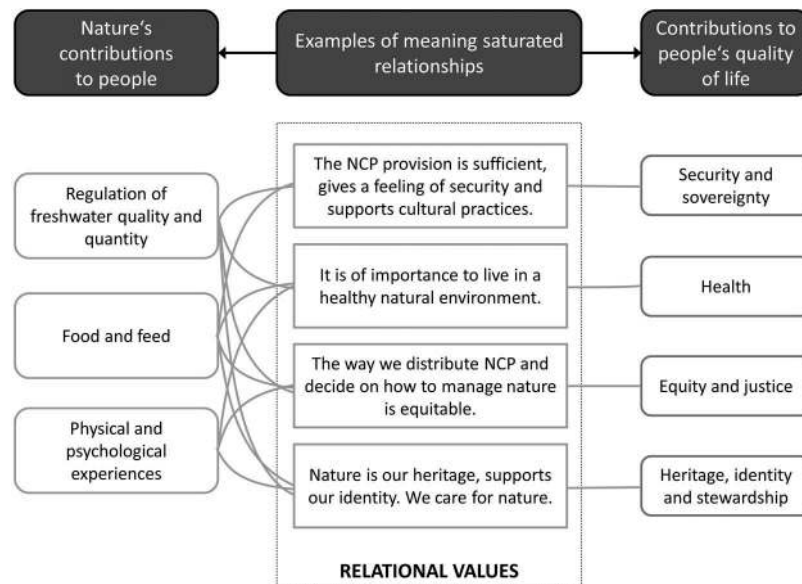 Nature's
contributions
to people
Examples of meaning saturated
relationships
Contributions to
people's quality
of life
Regulation of
freshwater quality and
quantity
Food and feed
Physical and
psychological
experiences
The NCP provision is sufficient,
gives a feeling of security and
supports cultural practices.
It is of importance to live in a
healthy natural environment.
The way we distribute NCP and
decide on how to manage nature
is equitable.
Nature is our heritage, supports
our identity. We care for nature.
RELATIONAL VALUES
Security and
sovereignty
Health
Equity and justice
Heritage, identity
and stewardship